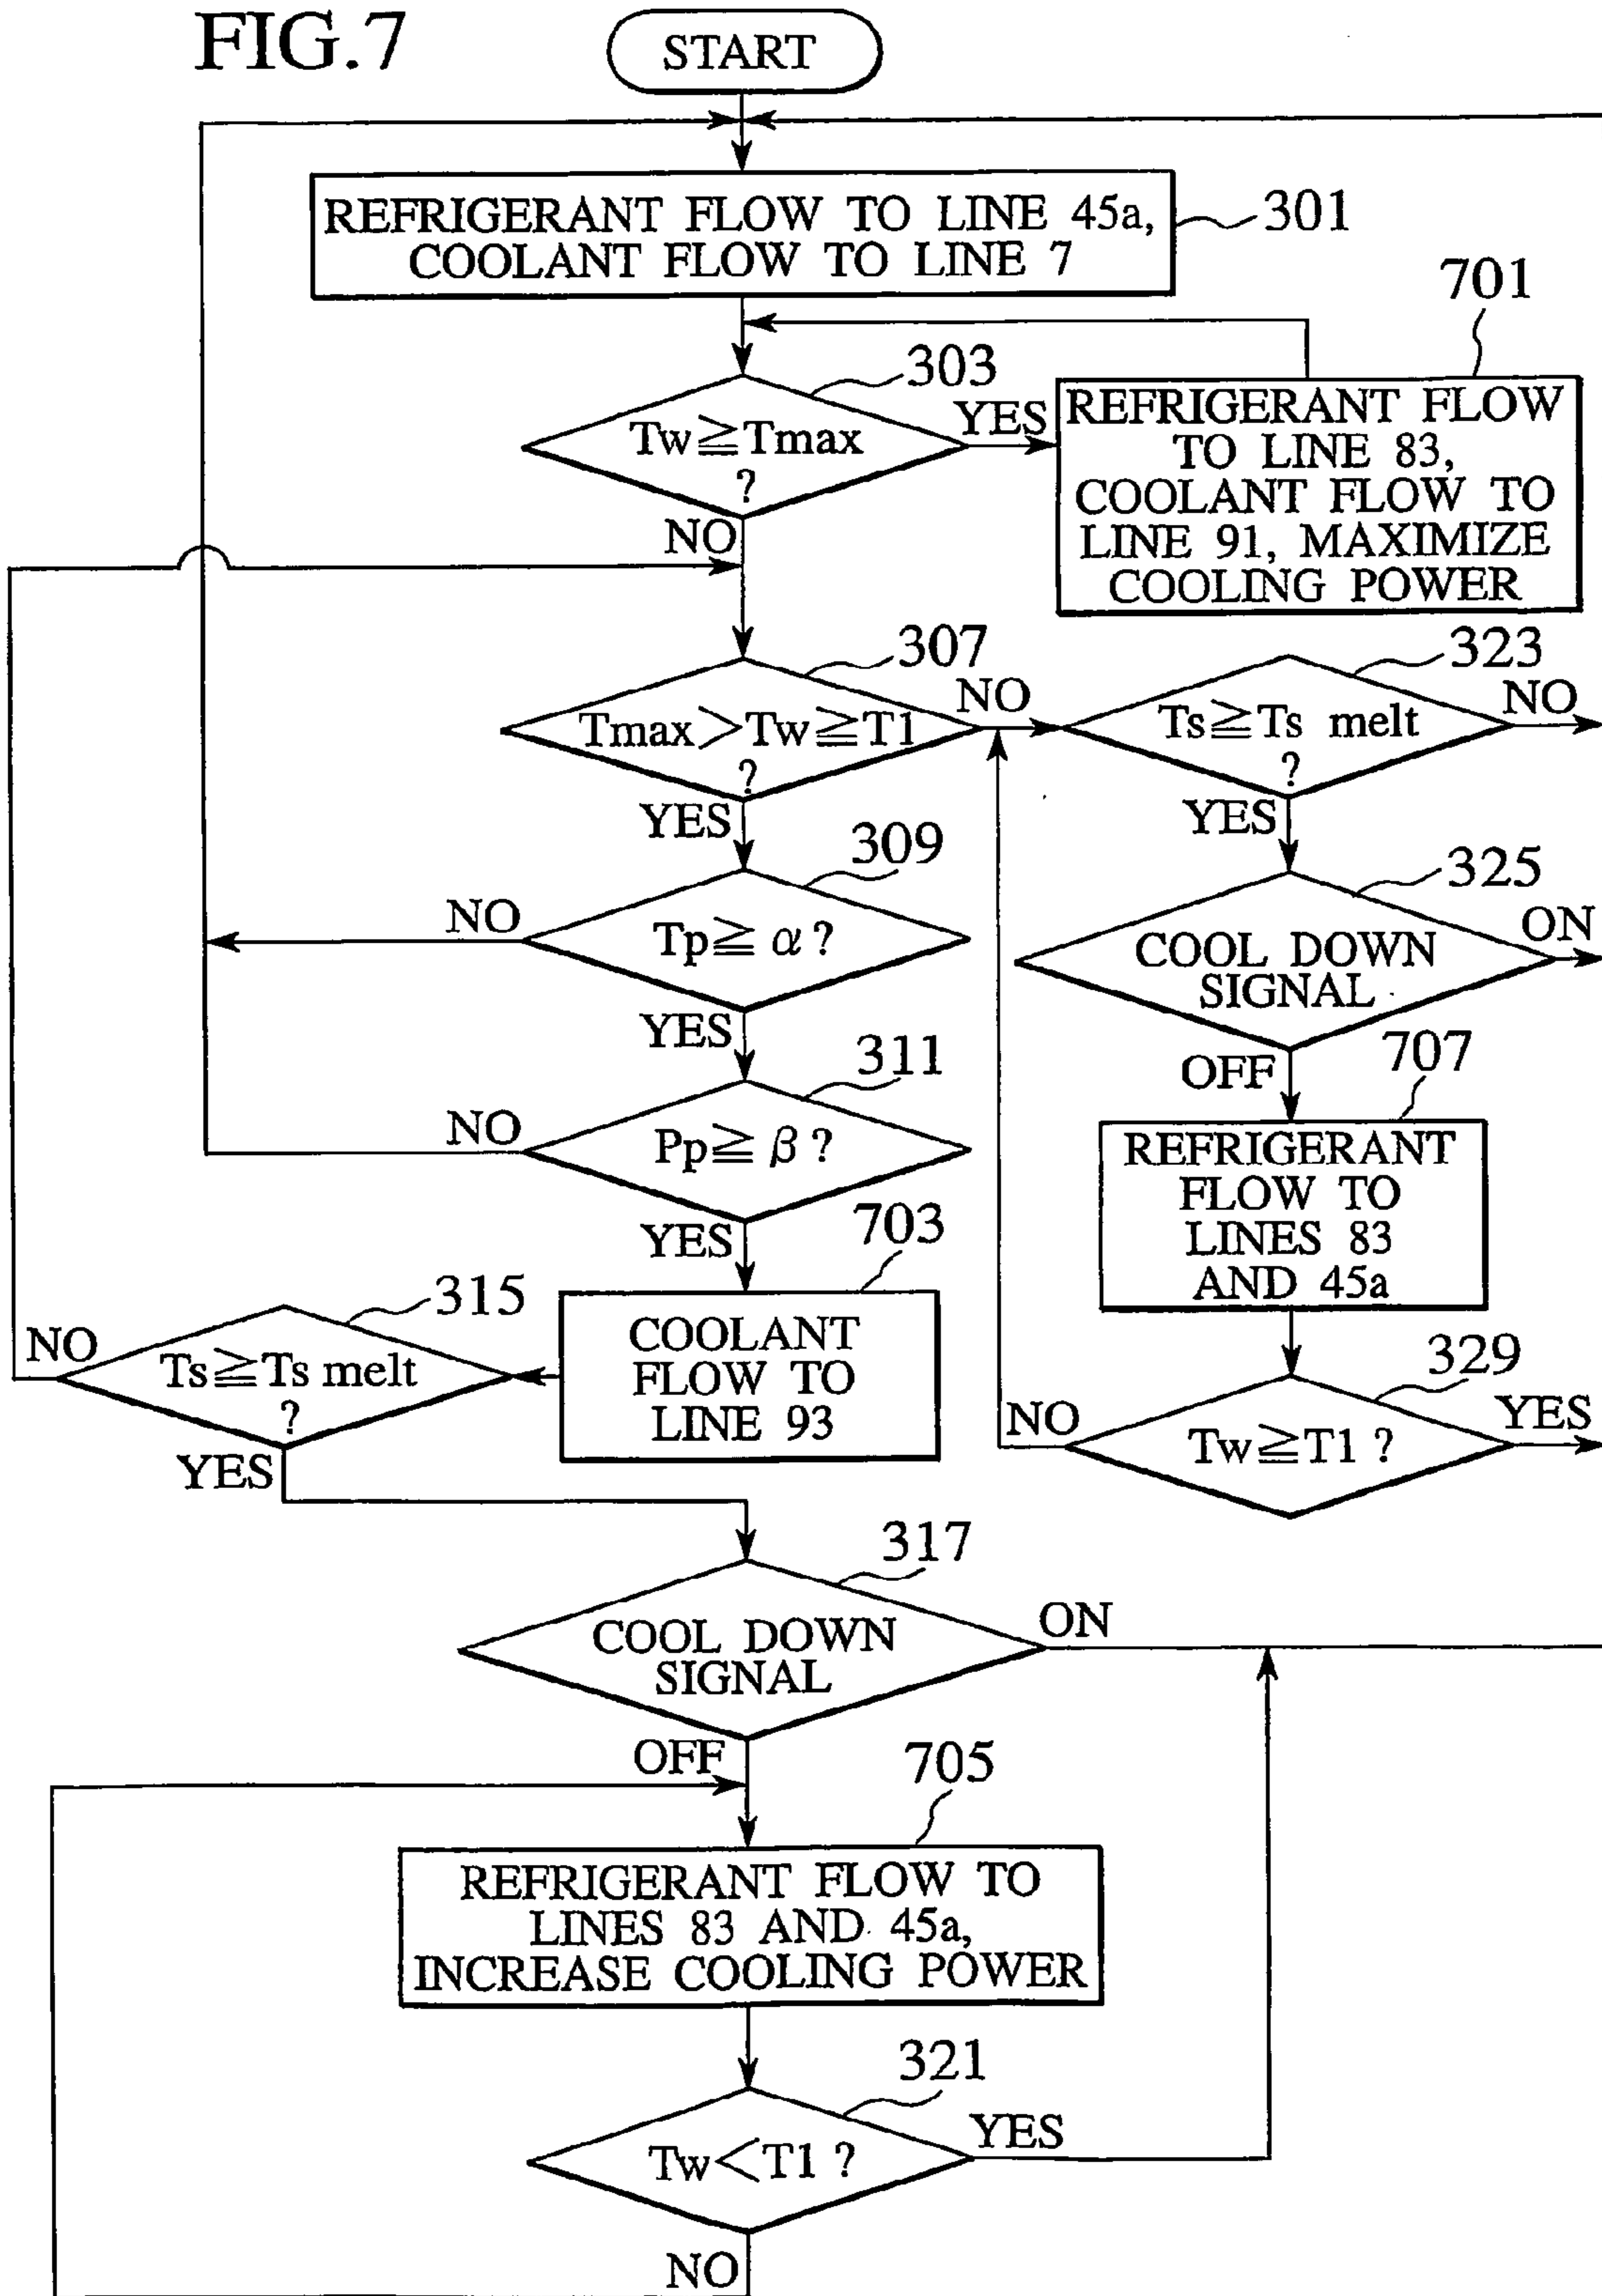 FIG.7
START
REFRIGERANT FLOW TO LINE 45a,
COOLANT FLOW TO LINE 7
301
701
303
Tw≧Tmax
?
YES
NO
REFRIGERANT FLOW
TO LINE 83,
COOLANT FLOW TO
LINE 91, MAXIMIZE
COOLING POWER
307
Tmax>Tw≧T1
?
NO
YES
323
Ts≧Ts melt
?
NO
YES
309
Tp≧α?
NO
YES
325
COOL DOWN
SIGNAL
ON
OFF
311
Pp≧β?
NO
YES
707
REFRIGERANT
FLOW TO
LINES 83
AND 45a
703
COOLANT
FLOW TO
LINE 93
315
Ts≧Ts melt
?
NO
YES
329
Tw≧T1 ?
NO
YES
317
COOL DOWN
SIGNAL
ON
OFF
705
REFRIGERANT FLOW TO
LINES 83 AND 45a,
INCREASE COOLING POWER
321
Tw<T1 ?
YES
NO